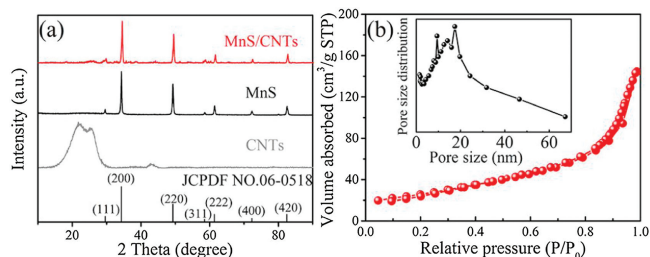 (a)
MnS/CNTs
MnS
CNTs
JCPDF NO.06-0518
(200)
(111)
(220)
(311)
(222)
(400)
(420)
20 40 60 80
2 Theta (degree)
Intensity (a.u.)
(b)
200
160
120
80
40
0
0.0 0.2 0.4 0.6 0.8 1.0
Relative pressure (P/P0)
Volume absorbed (cm3/g STP)
Pore size distribution
0 10 20 30 40 50 60
Pore size (nm)